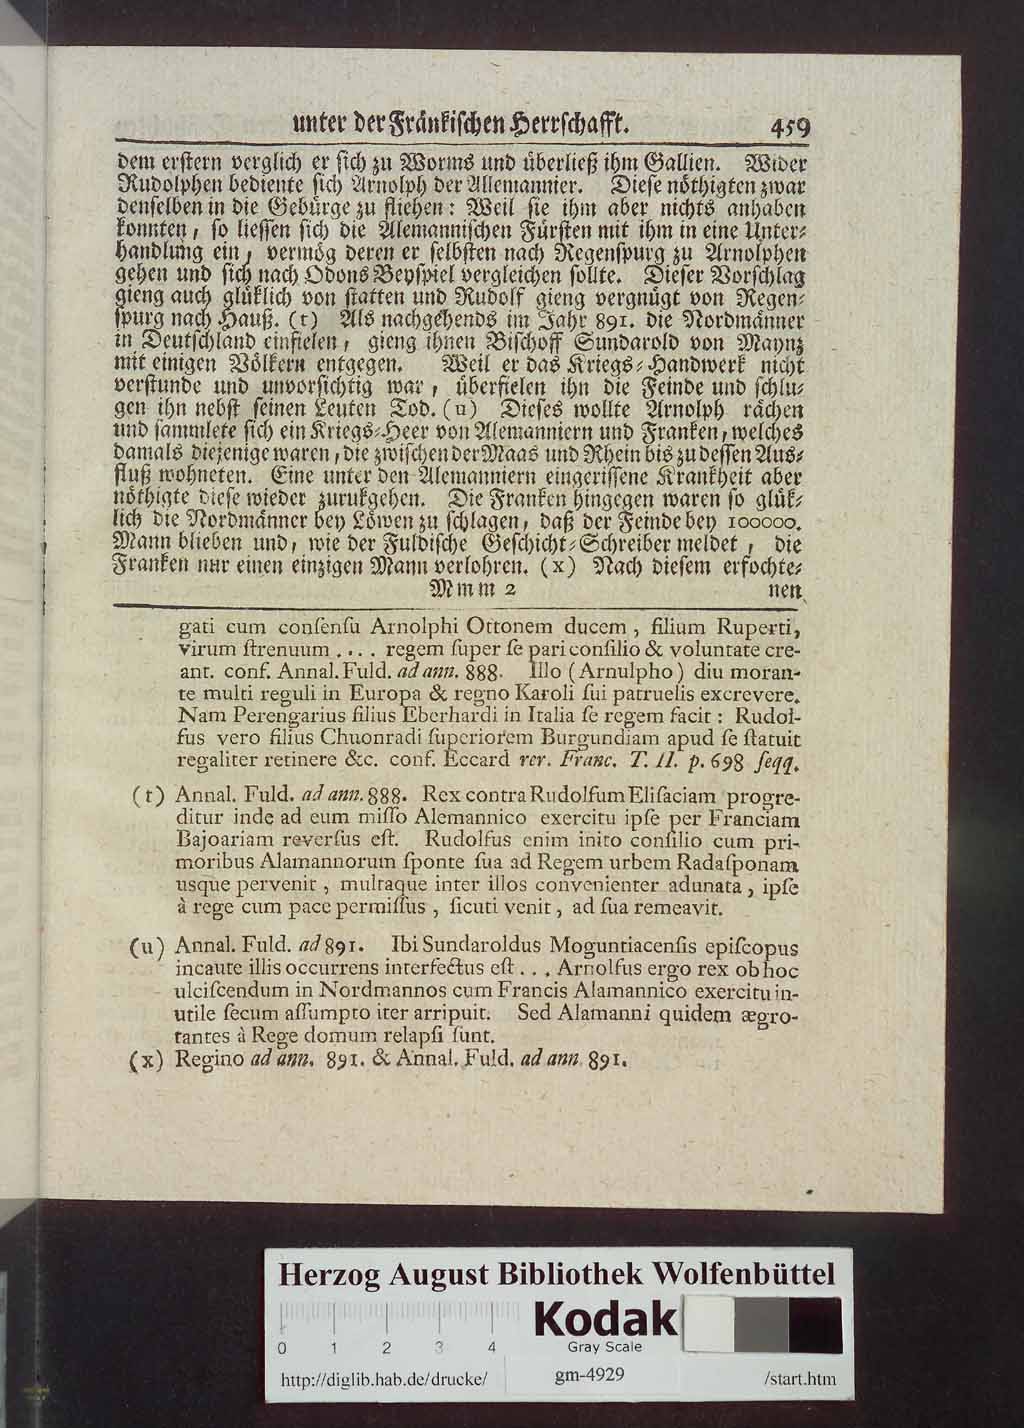 unter der Fränkischen Herrschafft. 459
dem erstern verglich er sich zu Worms und überließ ihm Gallien. Wider
Rudolphen bediente sich Arnolph der Allemannier. Diese nöthigten zwar
denselben in die Gebürge zu fliehen: Weil sie ihm aber nichts anhaben
konnten, so liessen sich die Alemannischen Fürsten mit ihm in eine Unter-
handlung ein, vermög deren er selbsten nach Regenspurg zu Arnolphen
gehen und sich nach Odons Beyspiel vergleichen sollte. Dieser Vorschlag
gieng auch glüklich von statten und Rudolf gieng vergnügt von Regen-
spurg nach Hauß. (t) Als nachgehends im Jahr 891. die Nordmänner
in Deutschland einfielen, gieng ihnen Bischoff Sundarold von Maynz
mit einigen Völkern entgegen. Weil er das Kriegs-Handwerk nicht
verstunde und unvorsichtig war, überfielen ihn die Feinde und schlu-
gen ihn nebst seinen Leuten Tod. (u) Dieses wollte Arnolph rächen
und sammlete sich ein Kriegs-Heer von Alemanniern und Franken, welches
damals diejenige waren, die zwischen der Maas und Rhein bis zu dessen Aus-
fluß wohneten. Eine unter den Alemanniern eingerissene Krankheit aber
nöthigte diese wieder zurukgehen. Die Franken hingegen waren so glük-
lich die Nordmänner bey Löwen zu schlagen, daß der Feinde bey 100000.
Mann blieben und, wie der Fuldische Geschicht-Schreiber meldet, die
Franken nur einen einzigen Mann verlohren. (x) Nach diesem erfochte-
Mmm 2 nen
gati cum consensu Arnolphi Ottonem ducem, filium Ruperti,
virum strenuum .... regem super se pari consilio & voluntate cre-
ant. conf. Annal. Fuld. ad ann. 888. Illo (Arnulpho) diu moran-
te multi reguli in Europa & regno Karoli sui patruelis excrevere.
Nam Perengarius filius Eberhardi in Italia se regem facit: Rudol-
fus vero filius Chuonradi superiorem Burgundiam apud se statuit
regaliter retinere &c. conf. Eccard rer. Franc. T. II. p. 698 seqq.
(t) Annal. Fuld. ad ann. 888. Rex contra Rudolfum Elisaciam progre-
ditur inde ad eum misso Alemannico exercitu ipse per Franciam
Bajoariam reversus est. Rudolfus enim inito consilio cum pri-
moribus Alamannorum sponte sua ad Regem urbem Radasponam
usque pervenit, multaque inter illos convenienter adunata, ipse
à rege cum pace permissus, sicuti venit, ad sua remeavit.
(u) Annal. Fuld. ad 891. Ibi Sundaroldus Moguntiacensis episcopus
incaute illis occurrens interfectus est ... Arnolfus ergo rex ob hoc
ulciscendum in Nordmannos cum Francis Alamannico exercitu in-
utile secum assumpto iter arripuit. Sed Alamanni quidem ægro-
tantes à Rege domum relapsi sunt.
(x) Regino ad ann. 891. & Annal. Fuld. ad ann. 891.
Herzog August Bibliothek Wolfenbüttel
Kodak
Gray Scale
0 1 2 3 4
http://diglib.hab.de/drucke/ gm-4929 /start.htm